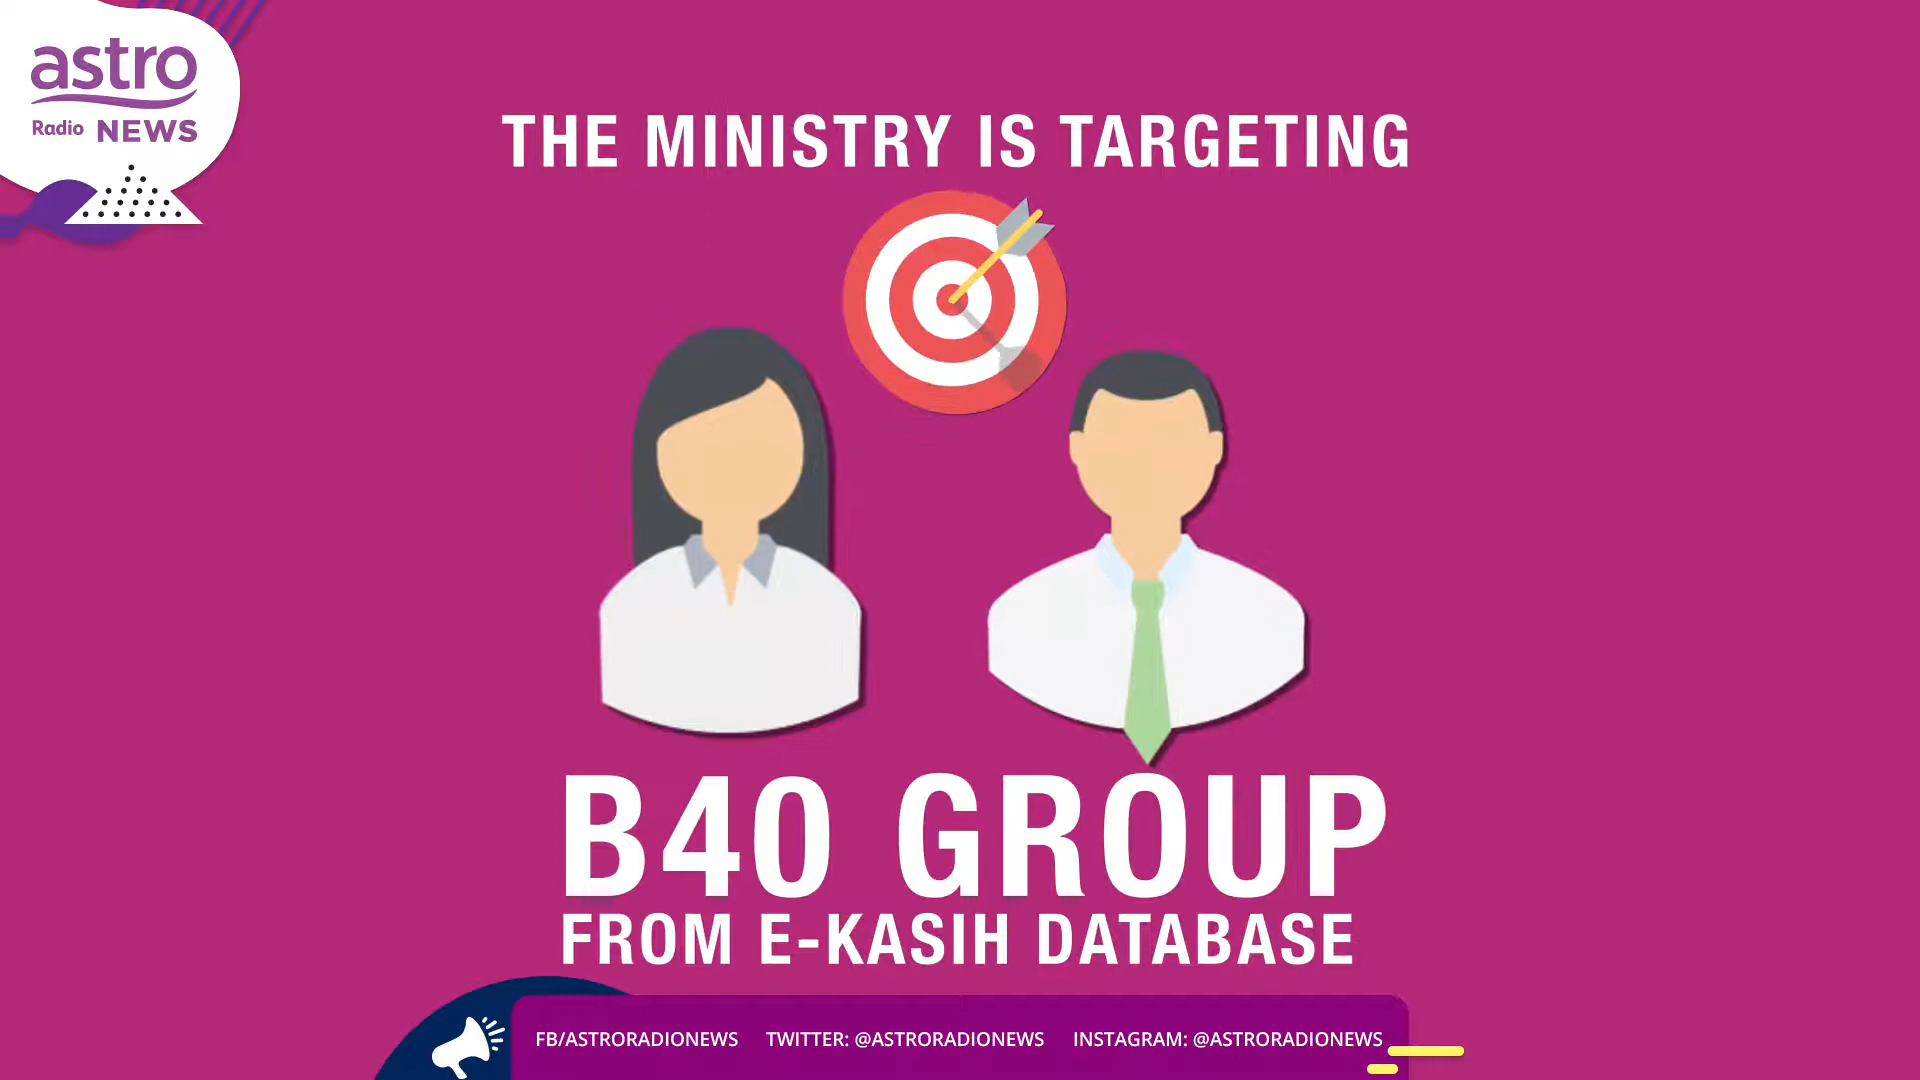 astro
Radio NEWS
THE MINISTRY IS TARGETING
B40 GROUP
FROM E-KASIH DATABASE
FB/ASTRORADIONEWS TWITTER: @ASTRORADIONEWS INSTAGRAM: @ASTRORADIONEWS